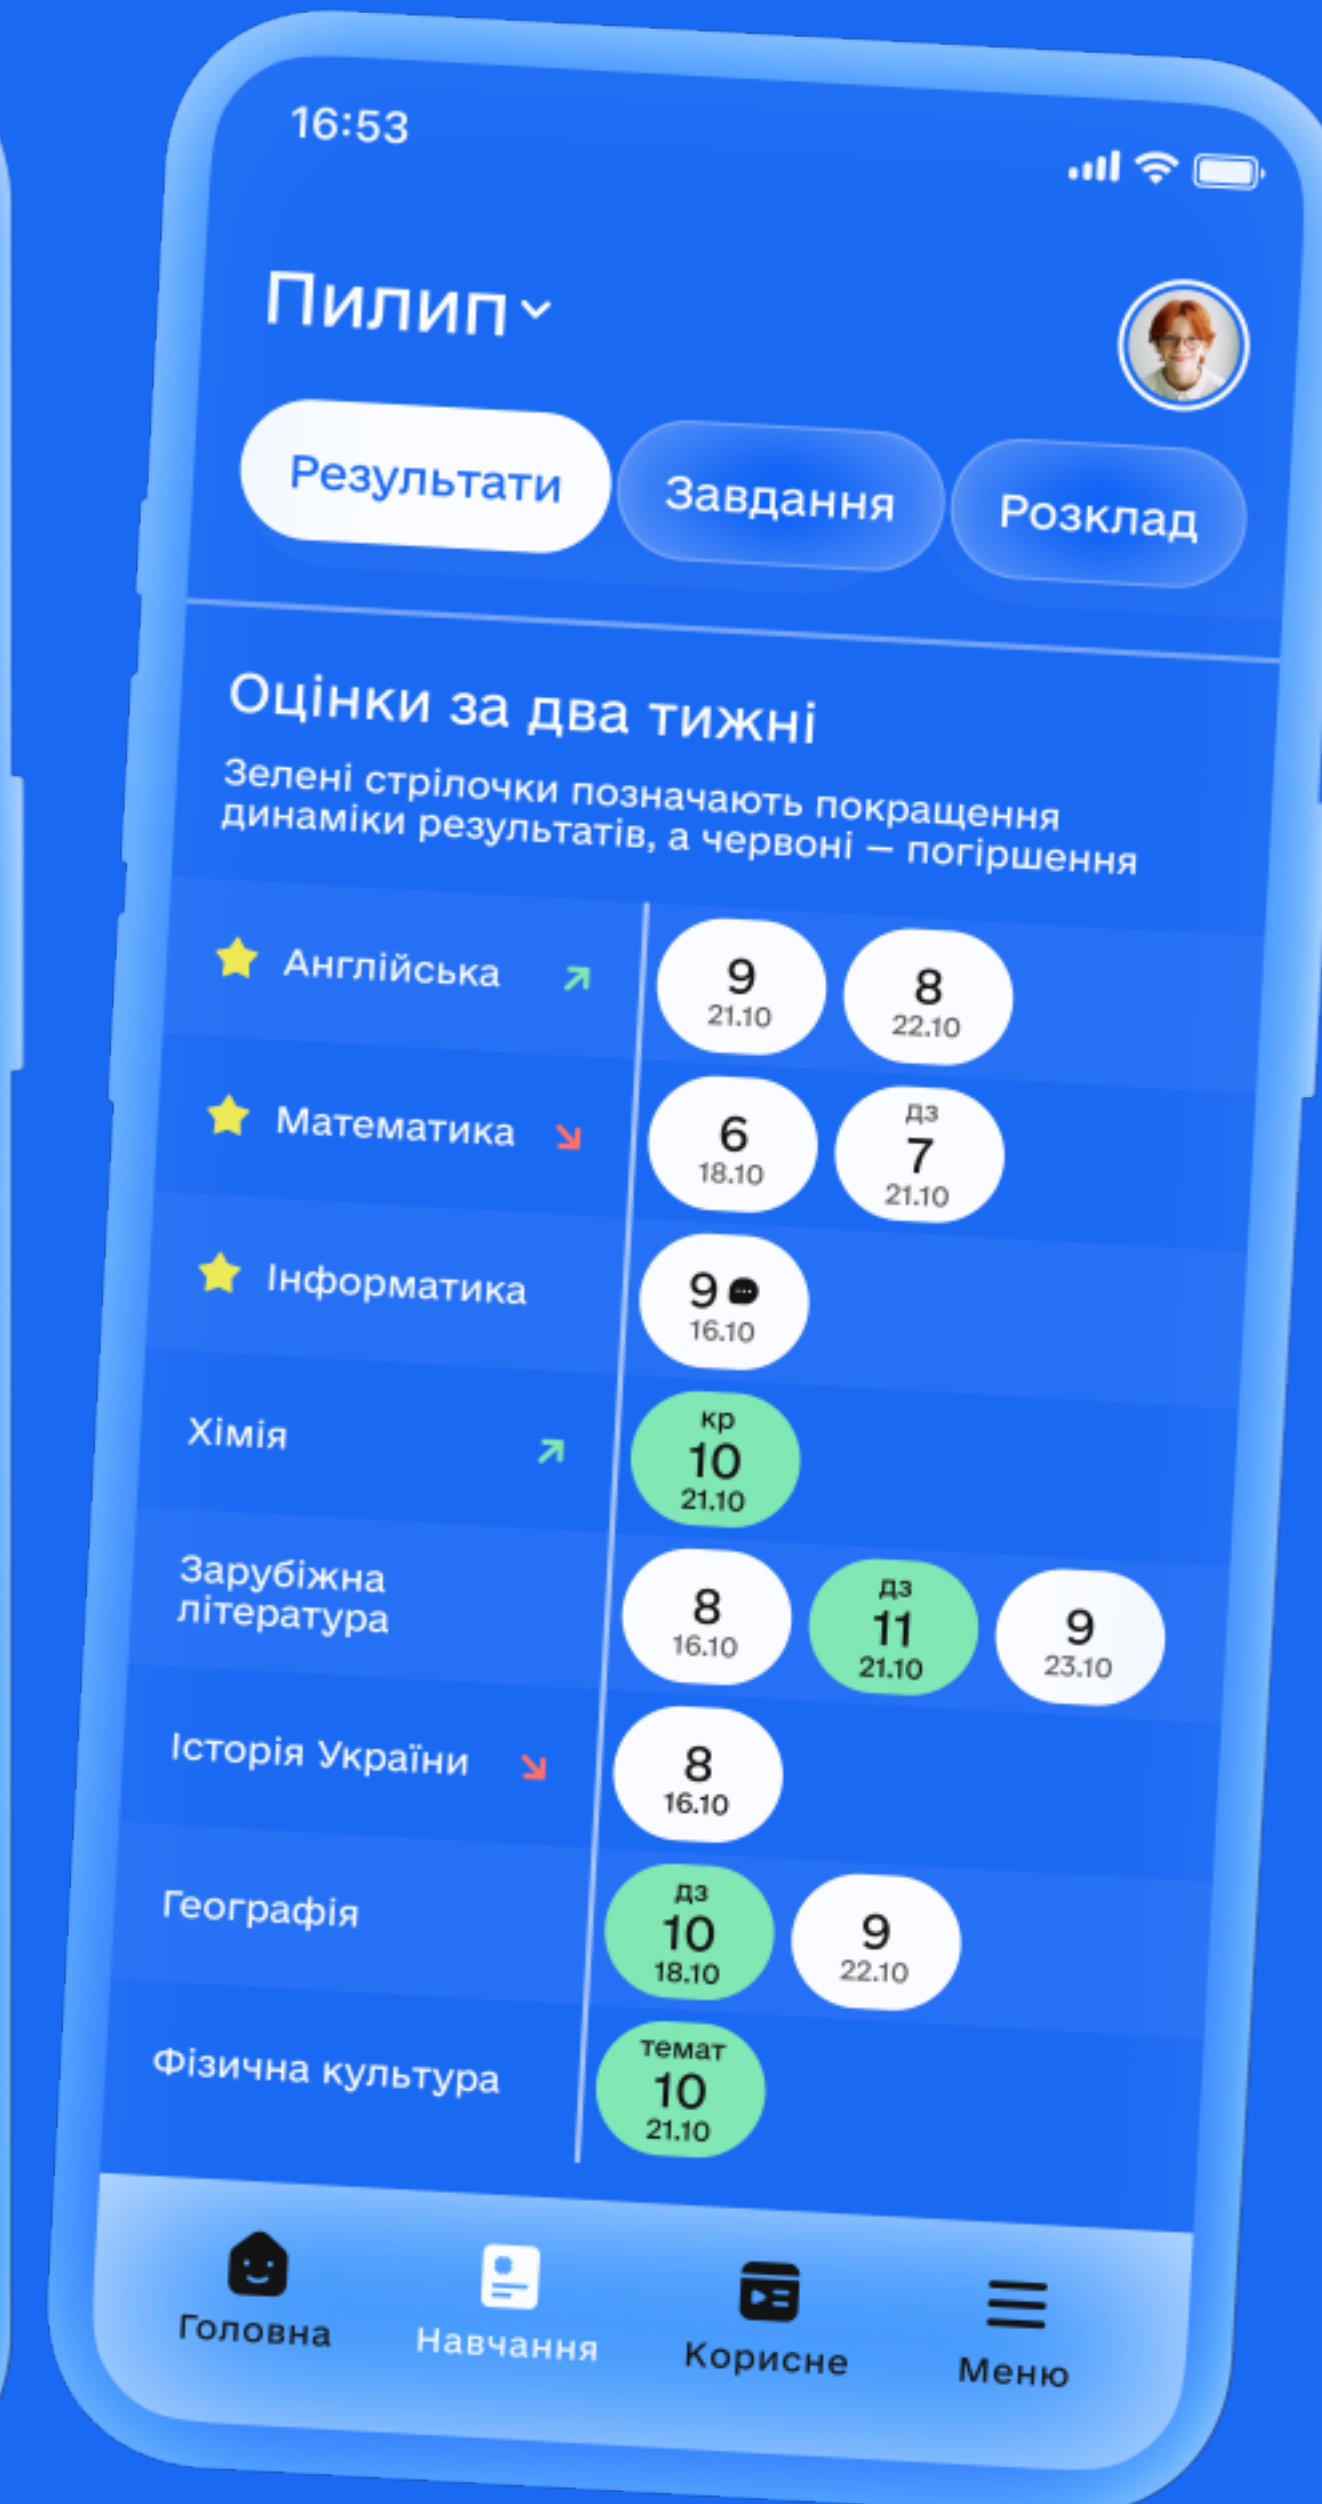 16:53
Пилип
Результати Завдання Розклад
Оцінки за два тижні
Зелені стрілочки позначають покращення
динаміки результатів, а червоні — погіршення
Англійська
9
21.10
8
22.10
Математика
6
18.10
дз
7
21.10
Інформатика
9
16.10
Хімія
кр
10
21.10
Зарубіжна
література
8
16.10
дз
11
21.10
9
23.10
Історія України
8
16.10
Географія
дз
10
18.10
9
22.10
Фізична культура
темат
10
21.10
Головна Навчання Корисне Меню